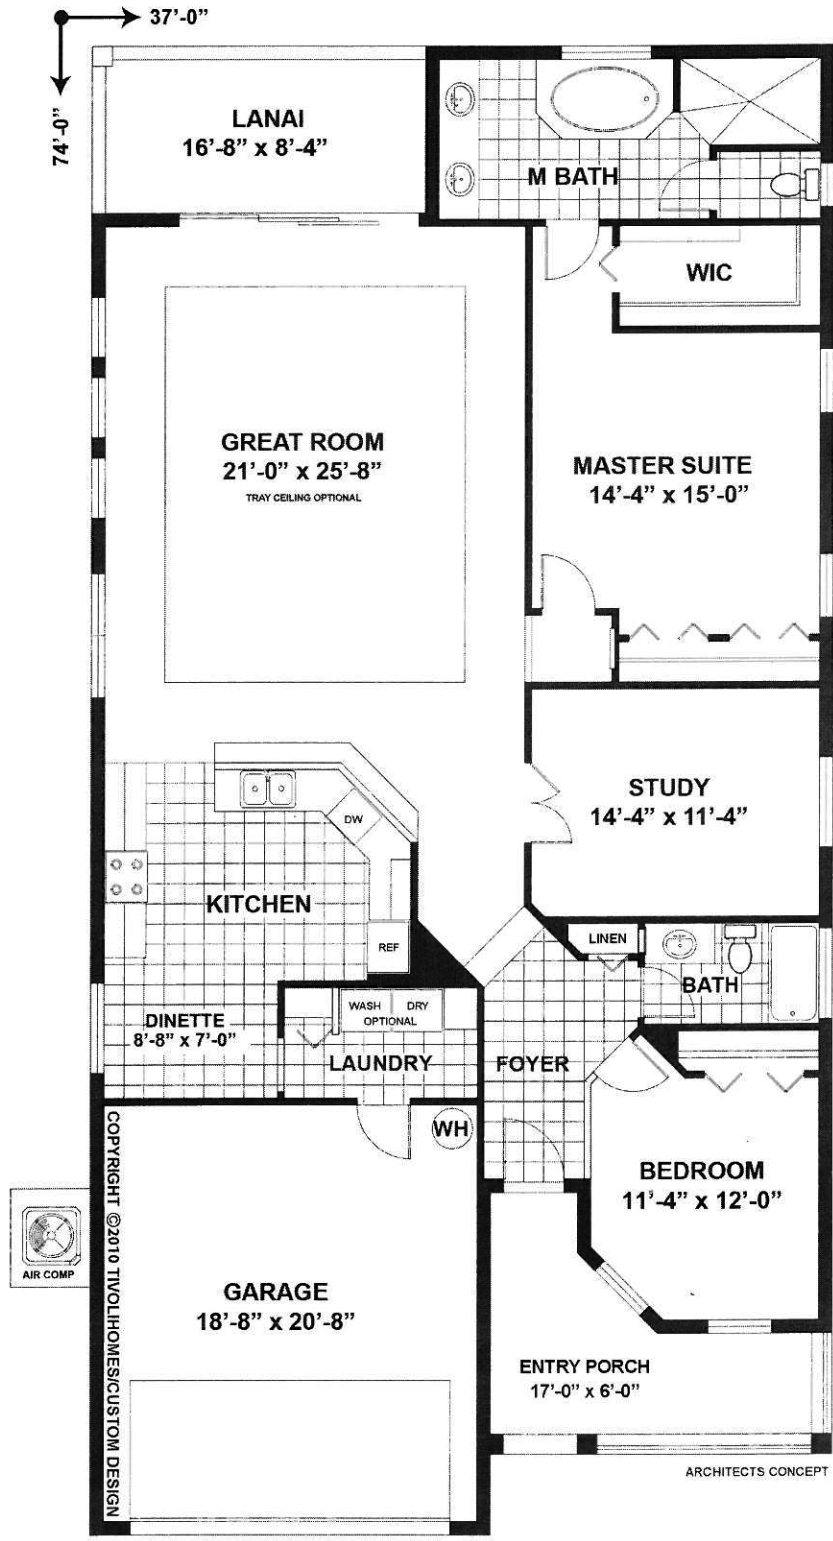 37’-0”
74’-0”
LANAI
16’-8” x 8’-4”
M BATH
WIC
GREAT ROOM
21’-0” x 25’-8”
TRAY CEILING OPTIONAL
MASTER SUITE
14’-4” x 15’-0”
STUDY
14’-4” x 11’-4”
DW
KITCHEN
REF
LINEN
BATH
DINETTE
8’-8” x 7’-0”
WASH
DRY
OPTIONAL
LAUNDRY
FOYER
WH
BEDROOM
11’-4” x 12’-0”
AIR COMP
COPYRIGHT ©2010 TIVOLIHOMES/CUSTOM DESIGN
GARAGE
18’-8” x 20’-8”
ENTRY PORCH
17’-0” x 6’-0”
ARCHITECTS CONCEPT